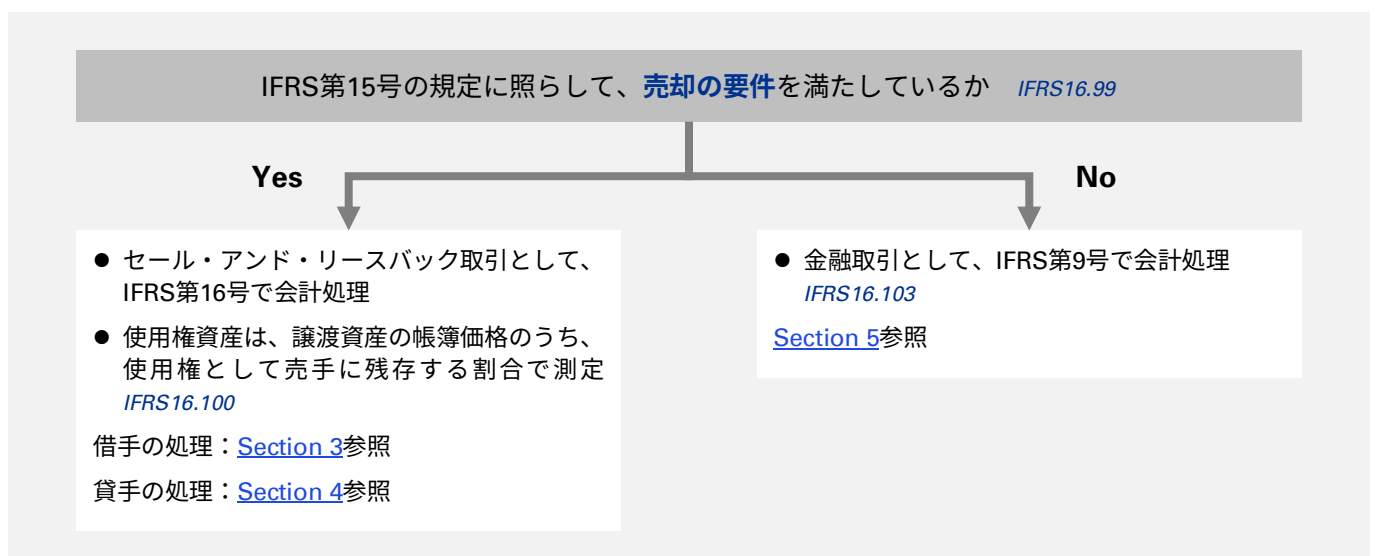 IFRS第15号の規定に照らして、売却の要件を満たしているか IFRS16.99
Yes
No
● セール・アンド・リースバック取引として、
IFRS第16号で会計処理
● 使用権資産は、譲渡資産の帳簿価格のうち、
使用権として売手に残存する割合で測定
IFRS16.100
借手の処理：Section 3参照
貸手の処理：Section 4参照
● 金融取引として、IFRS第9号で会計処理
IFRS16.103
Section 5参照